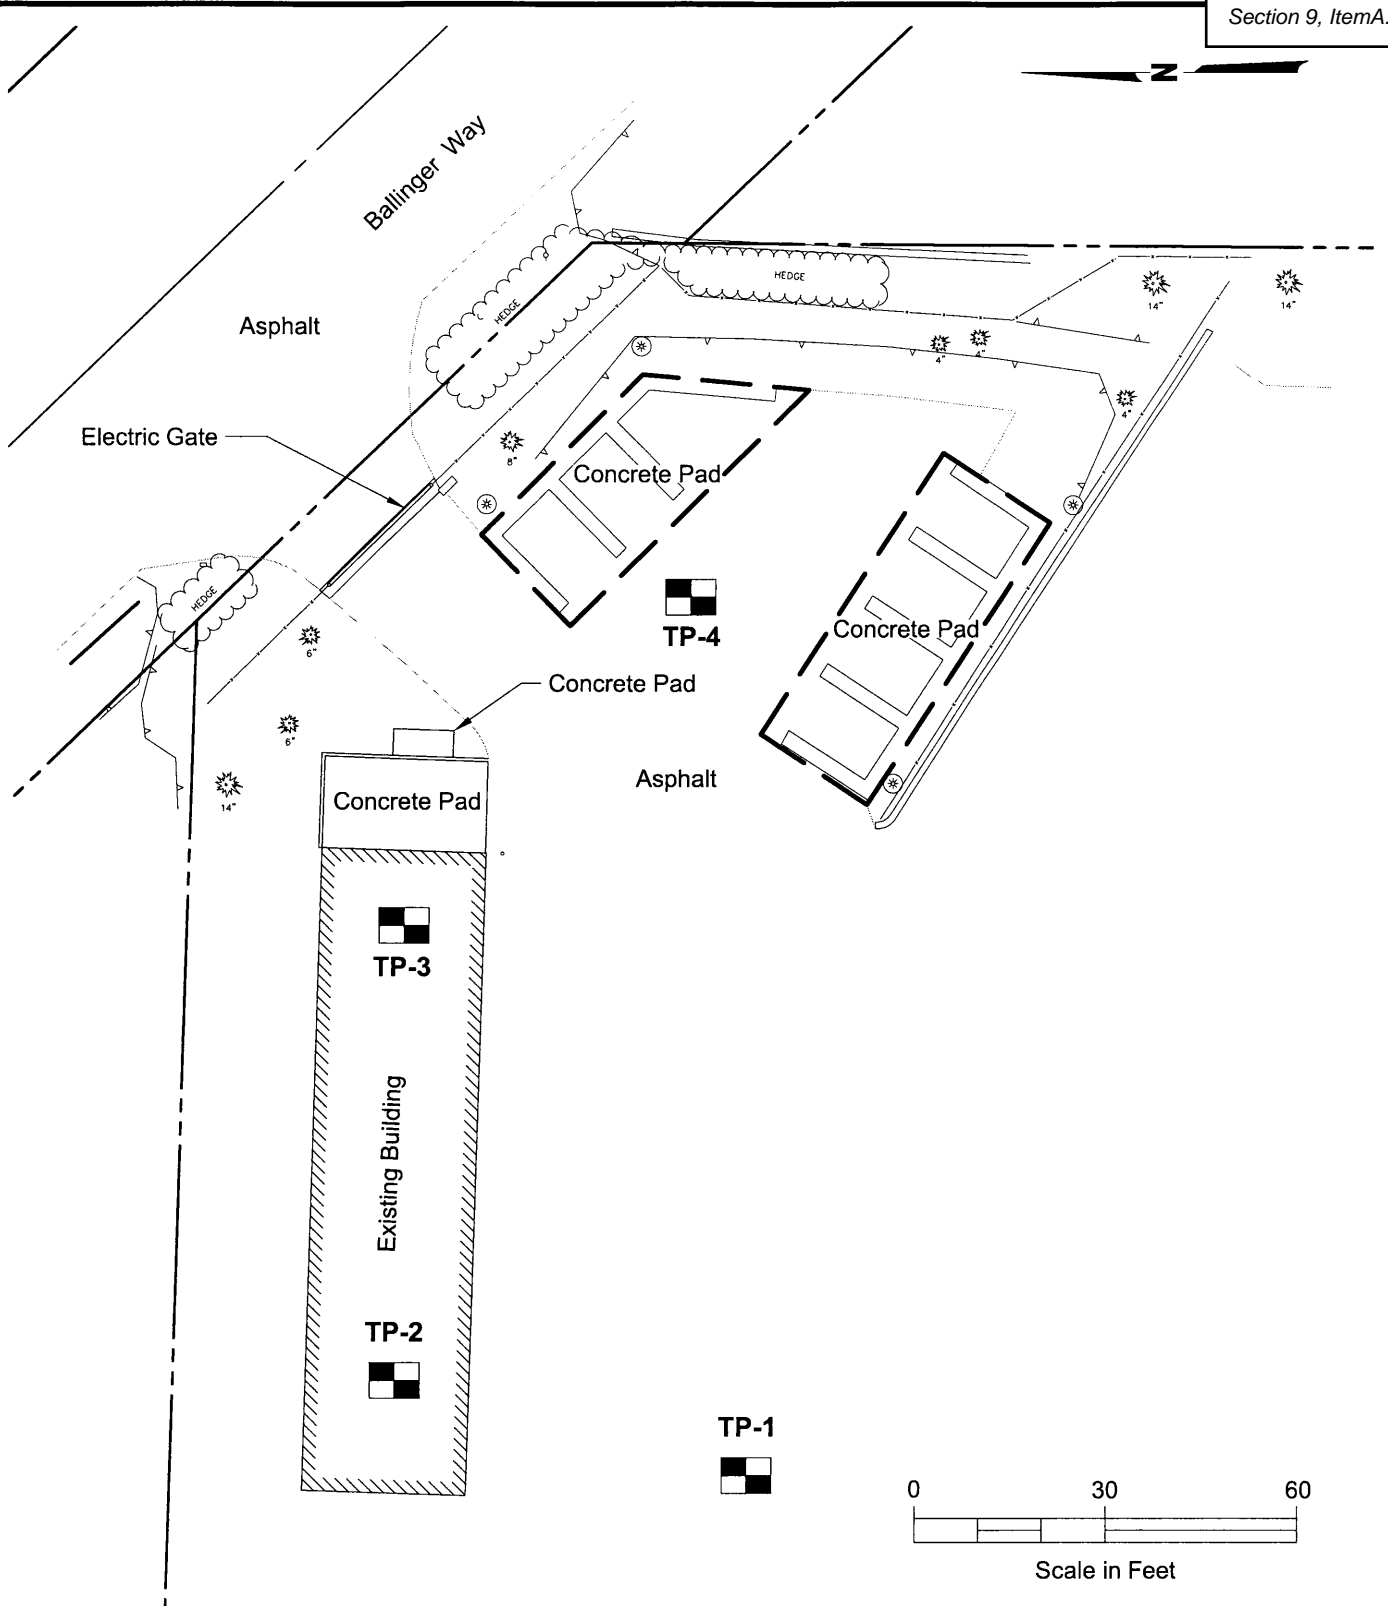 Section 9, ItemA.
N
Ballinger Way
HEDGE
HEDGE
14"
14"
Asphalt
4"
4"
4"
Electric Gate
8"
Concrete Pad
HEDGE
TP-4
Concrete Pad
6"
Concrete Pad
6"
Asphalt
14"
Concrete Pad
TP-3
Existing Building
TP-2
TP-1
0 30 60
Scale in Feet